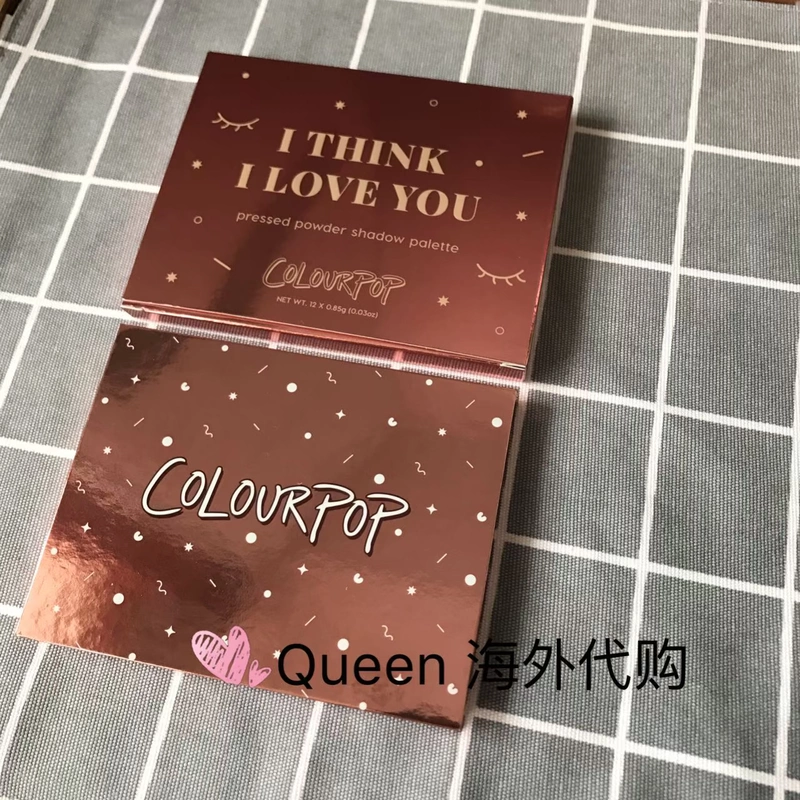 I THINK
I LOVE YOU
pressed powder shadow palette
COLOURPOP
NET WT. 12 X 0.85g (0.03oz)
COLOURPOP
Queen 海外代购